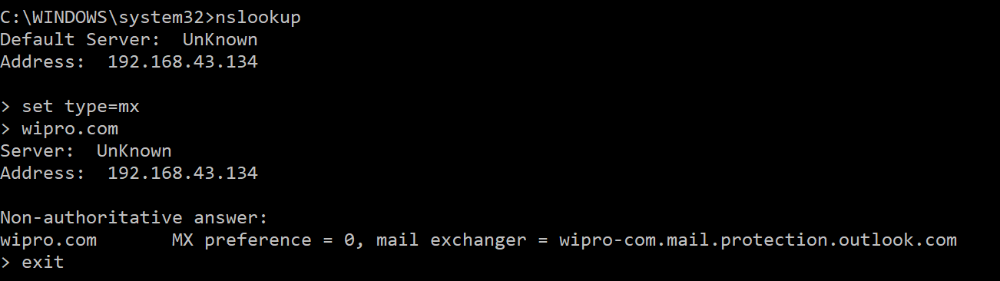 C:\WINDOWS\system32>nslookup
Default Server:  UnKnown
Address:  192.168.43.134
> set type=mx
> wipro.com
Server:  UnKnown
Address:  192.168.43.134
Non-authoritative answer:
wipro.com       MX preference = 0, mail exchanger = wipro-com.mail.protection.outlook.com
> exit